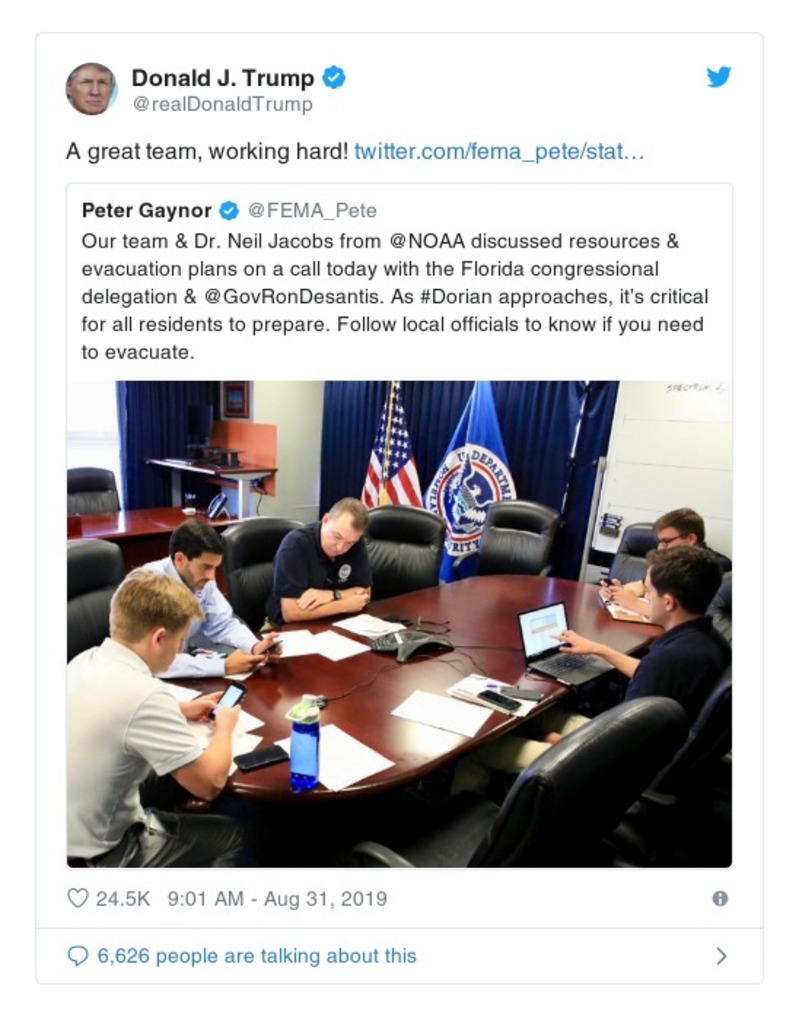 Donald J. Trump
@realDonaldTrump
A great team, working hard! twitter.com/fema_pete/stat…
Peter Gaynor @FEMA_Pete
Our team & Dr. Neil Jacobs from @NOAA discussed resources &
evacuation plans on a call today with the Florida congressional
delegation & @GovRonDesantis. As #Dorian approaches, it's critical
for all residents to prepare. Follow local officials to know if you need
to evacuate.
SPECTRUM
U.S. DEPARTM
24.5K 9:01 AM - Aug 31, 2019
6,626 people are talking about this